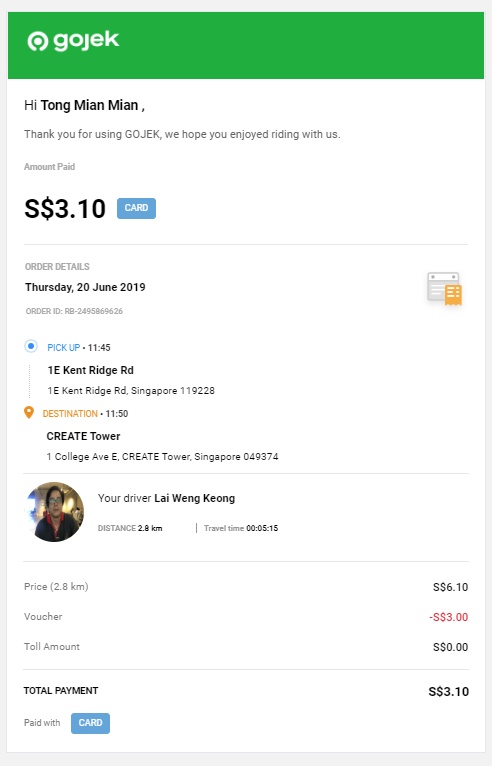 gojek
Hi Tong Mian Mian ,
Thank you for using GOJEK, we hope you enjoyed riding with us.
Amount Paid
S$3.10 CARD
ORDER DETAILS
Thursday, 20 June 2019
ORDER ID: RB-2495869626
PICK UP • 11:45
1E Kent Ridge Rd
1E Kent Ridge Rd, Singapore 119228
DESTINATION • 11:50
CREATE Tower
1 College Ave E, CREATE Tower, Singapore 049374
Your driver Lai Weng Keong
DISTANCE 2.8 km | Travel time 00:05:15
Price (2.8 km) S$6.10
Voucher -S$3.00
Toll Amount S$0.00
TOTAL PAYMENT S$3.10
Paid with CARD